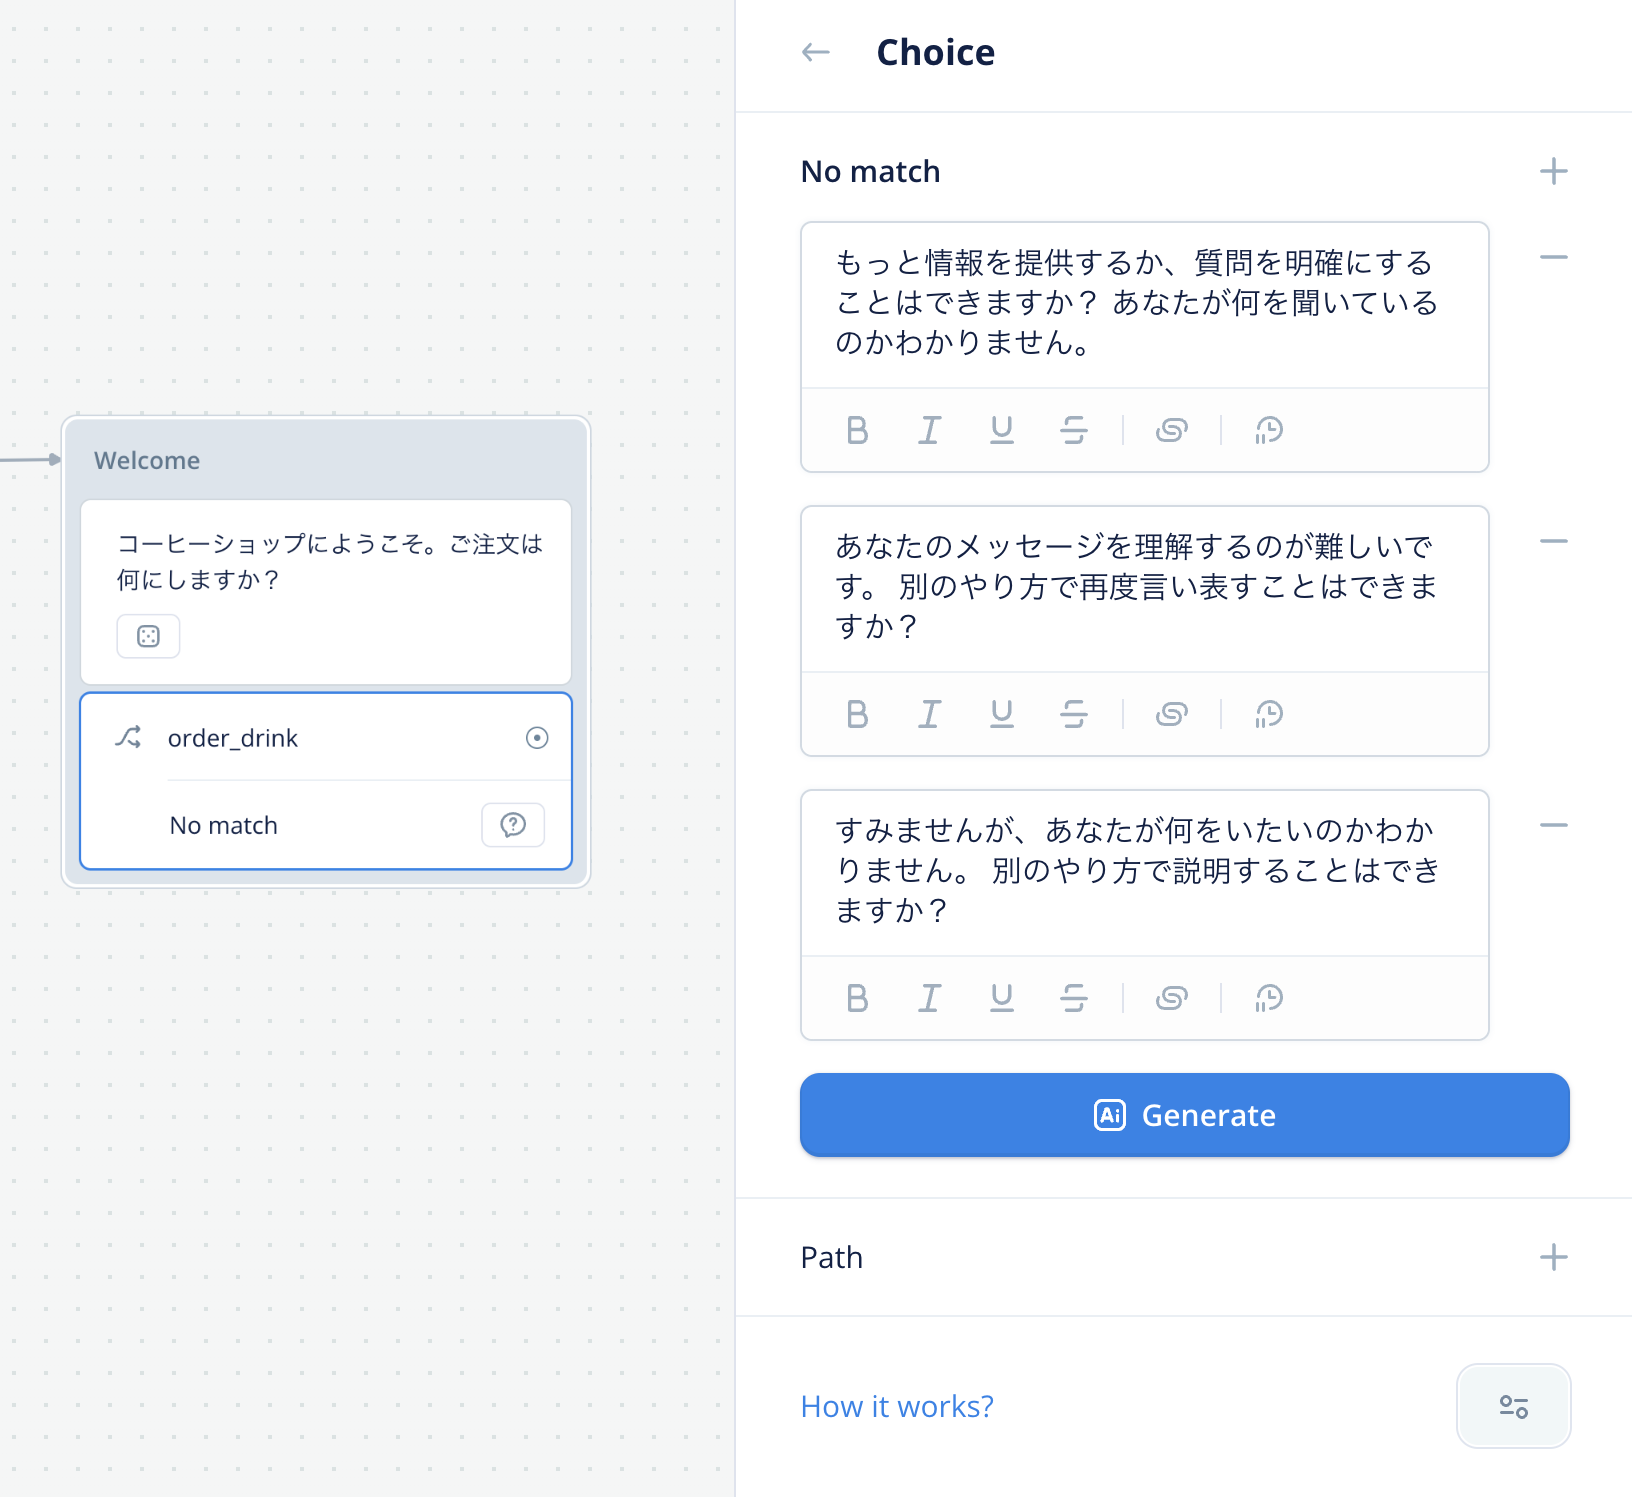 Welcome
コーヒーショップにようこそ。ご注文は
何にしますか？
order_drink
No match
Choice
No match
もっと情報を提供するか、質問を明確にする
ことはできますか？ あなたが何を聞いている
のかわかりません。
B I U S
あなたのメッセージを理解するのが難しいで
す。 別のやり方で再度言い表すことはできま
すか？
B I U S
すみませんが、あなたが何をいたいのかわか
りません。 別のやり方で説明することはでき
ますか？
B I U S
Ai Generate
Path
How it works?